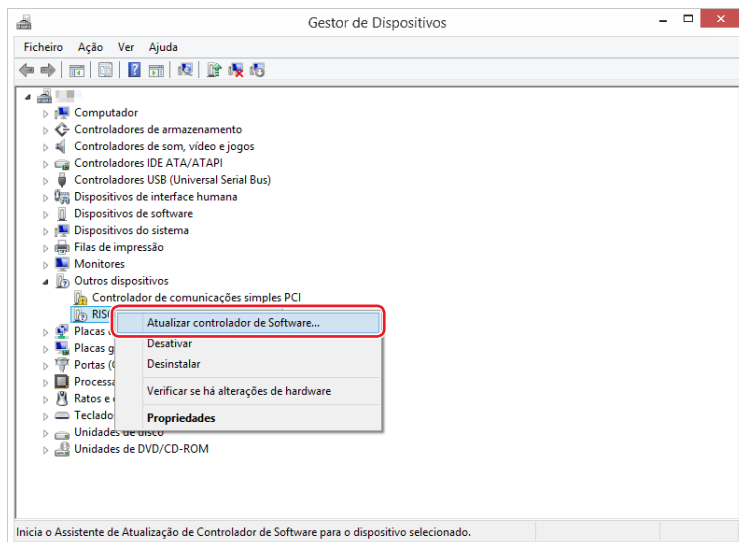 Gestor de Dispositivos
Ficheiro Ação Ver Ajuda
Computador
Controladores de armazenamento
Controladores de som, vídeo e jogos
Controladores IDE ATA/ATAPI
Controladores USB (Universal Serial Bus)
Dispositivos de interface humana
Dispositivos de software
Dispositivos do sistema
Filas de impressão
Monitores
Outros dispositivos
Controlador de comunicações simples PCI
Atualizar controlador de Software...
Placas
Desativar
Placas
Portas
Desinstalar
Verificar se há alterações de hardware
Ratos e
Propriedades
Unidades de disco
Unidades de DVD/CD-ROM
Inicia o Assistente de Atualização de Controlador de Software para o dispositivo selecionado.